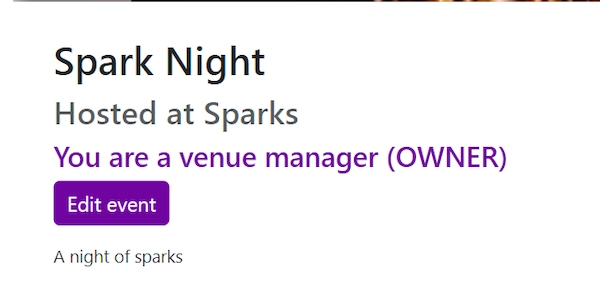 Spark Night
Hosted at Sparks
You are a venue manager (OWNER)
Edit event
A night of sparks